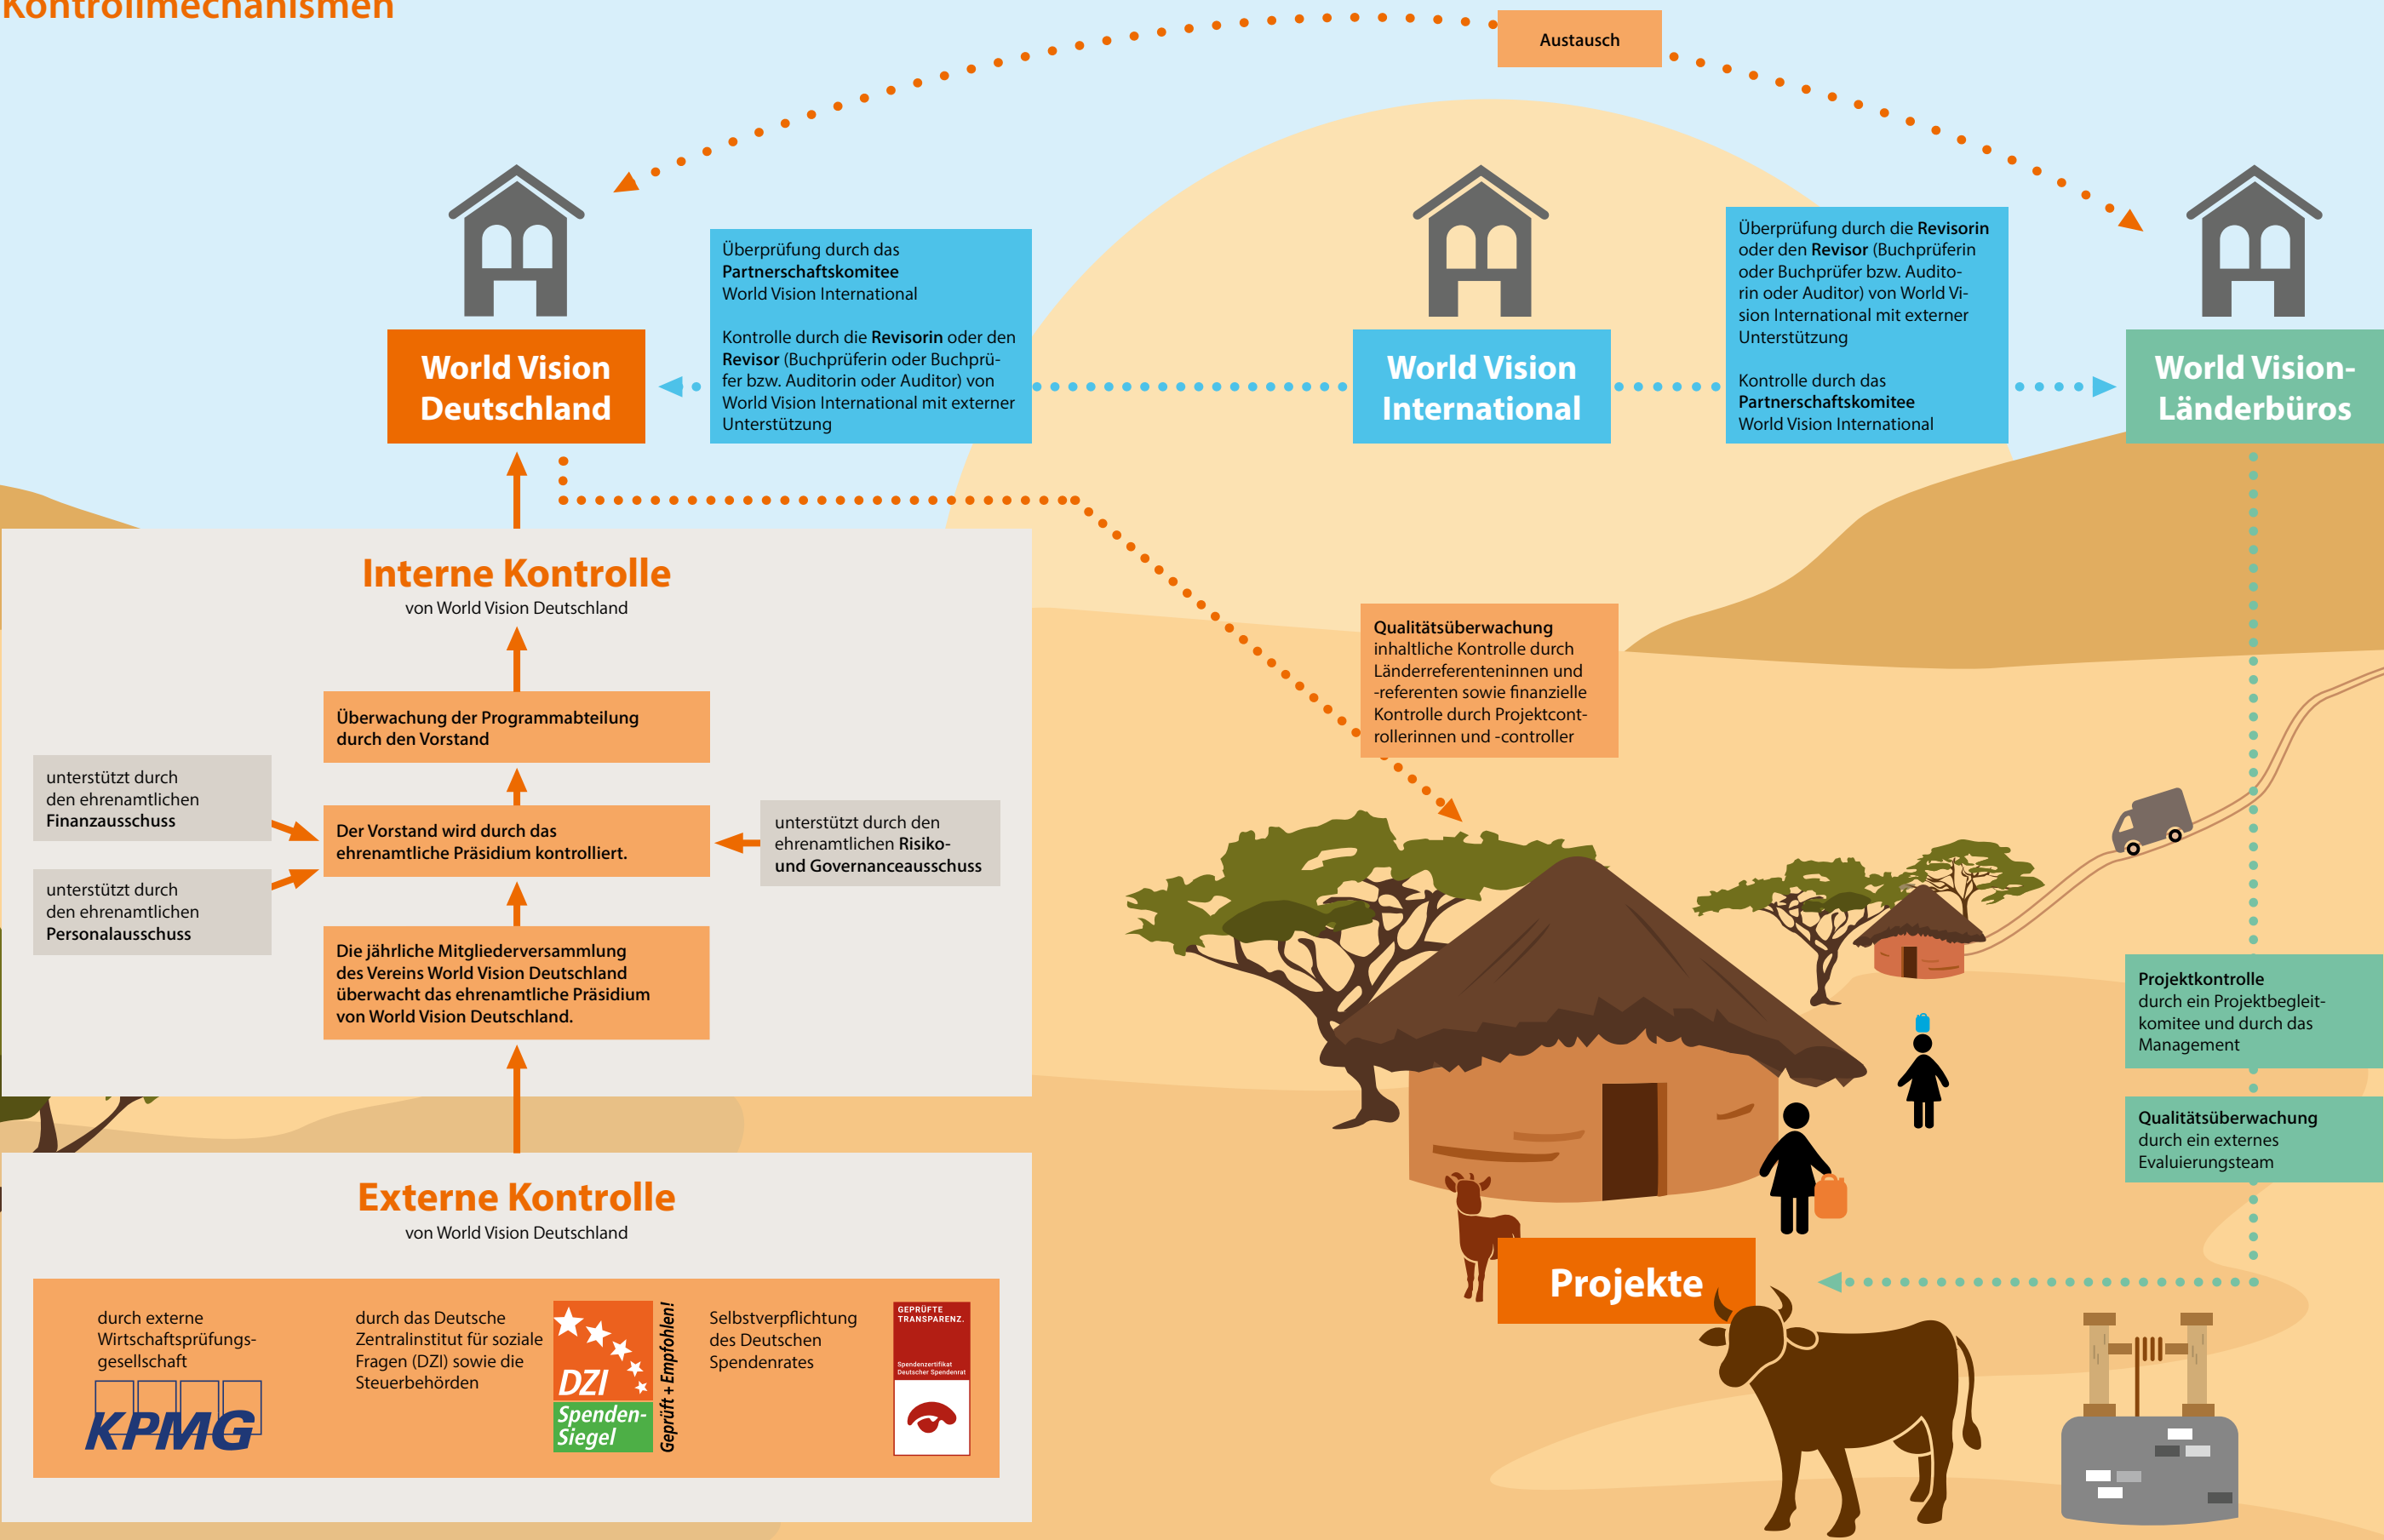 Kontrollmechanismen
Austausch
Überprüfung durch das
Partnerschaftskomitee
World Vision International
Kontrolle durch die Revisorin oder den
Revisor (Buchprüferin oder Buchprü-
fer bzw. Auditorin oder Auditor) von
World Vision International mit externer
Unterstützung
Überprüfung durch die Revisorin
oder den Revisor (Buchprüferin
oder Buchprüfer bzw. Audito-
rin oder Auditor) von World Vi-
sion International mit externer
Unterstützung
Kontrolle durch das
Partnerschaftskomitee
World Vision International
World Vision
Deutschland
World Vision
International
World Vision-
Länderbüros
Interne Kontrolle
von World Vision Deutschland
Überwachung der Programmabteilung
durch den Vorstand
unterstützt durch
den ehrenamtlichen
Finanzausschuss
Der Vorstand wird durch das
ehrenamtliche Präsidium kontrolliert.
unterstützt durch den
ehrenamtlichen Risiko-
und Governanceausschuss
unterstützt durch
den ehrenamtlichen
Personalausschuss
Die jährliche Mitgliederversammlung
des Vereins World Vision Deutschland
überwacht das ehrenamtliche Präsidium
von World Vision Deutschland.
Qualitätsüberwachung
inhaltliche Kontrolle durch
Länderreferenteninnen und
-referenten sowie finanzielle
Kontrolle durch Projektcont-
rollerinnen und -controller
Projektkontrolle
durch ein Projektbegleit-
komitee und durch das
Management
Qualitätsüberwachung
durch ein externes
Evaluierungsteam
Projekte
Externe Kontrolle
von World Vision Deutschland
durch externe
Wirtschaftsprüfungs-
gesellschaft
KPMG
durch das Deutsche
Zentralinstitut für soziale
Fragen (DZI) sowie die
Steuerbehörden
DZI
Spenden-
Siegel
Geprüft + Empfohlen!
Selbstverpflichtung
des Deutschen
Spendenrates
GEPRÜFTE
TRANSPARENZ.
Spendenzertifikat
Deutscher Spendenrat